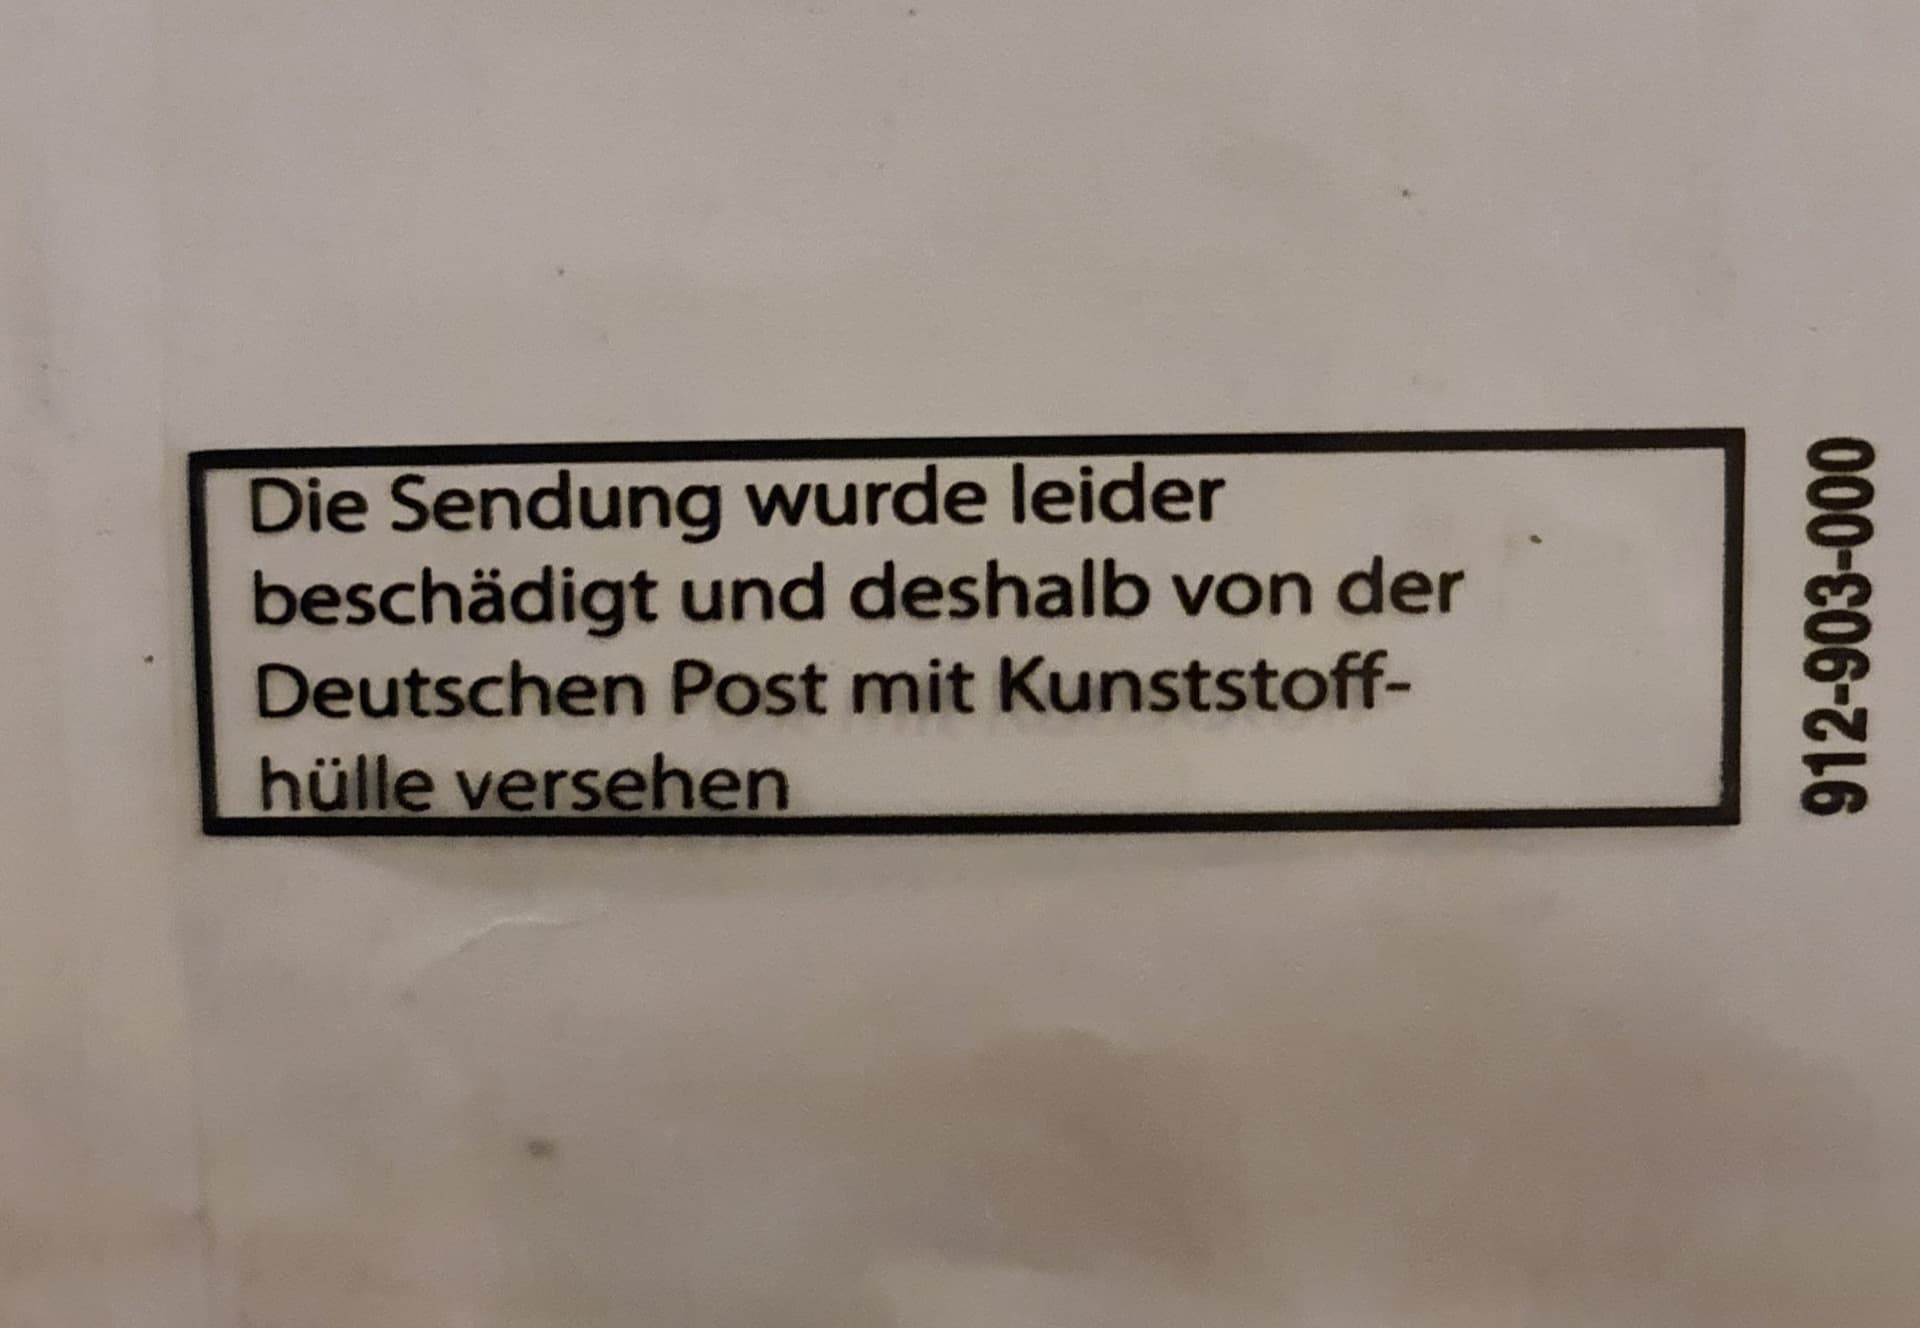 Die Sendung wurde leider
beschädigt und deshalb von der
Deutschen Post mit Kunststoff-
hülle versehen
912-903-000